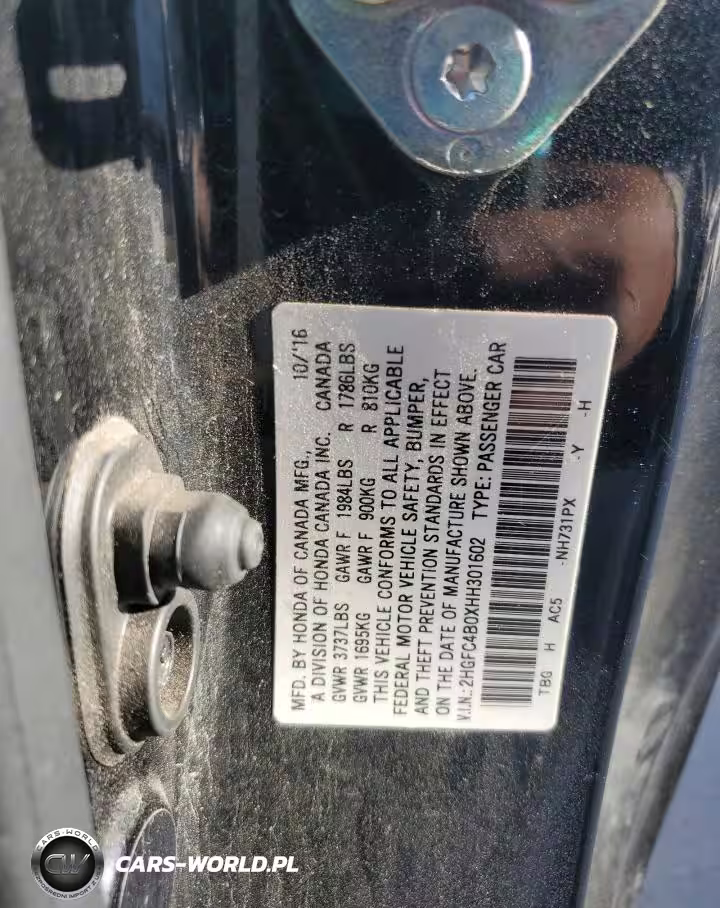 MFD. BY HONDA OF CANADA MFG., 10/'16
A DIVISION OF HONDA CANADA INC. CANADA
GVWR 3737LBS GAWR F 1984LBS R 1786LBS
GVWR 1695KG GAWR F 900KG R 810KG
THIS VEHICLE CONFORMS TO ALL APPLICABLE
FEDERAL MOTOR VEHICLE SAFETY, BUMPER,
AND THEFT PREVENTION STANDARDS IN EFFECT
ON THE DATE OF MANUFACTURE SHOWN ABOVE.
V.I.N.: 2HGFC4B0XHH301602 TYPE: PASSENGER CAR
TBG H AC5 -NH731PX -Y -H
CARS-WORLD
CW
CARS-WORLD.PL